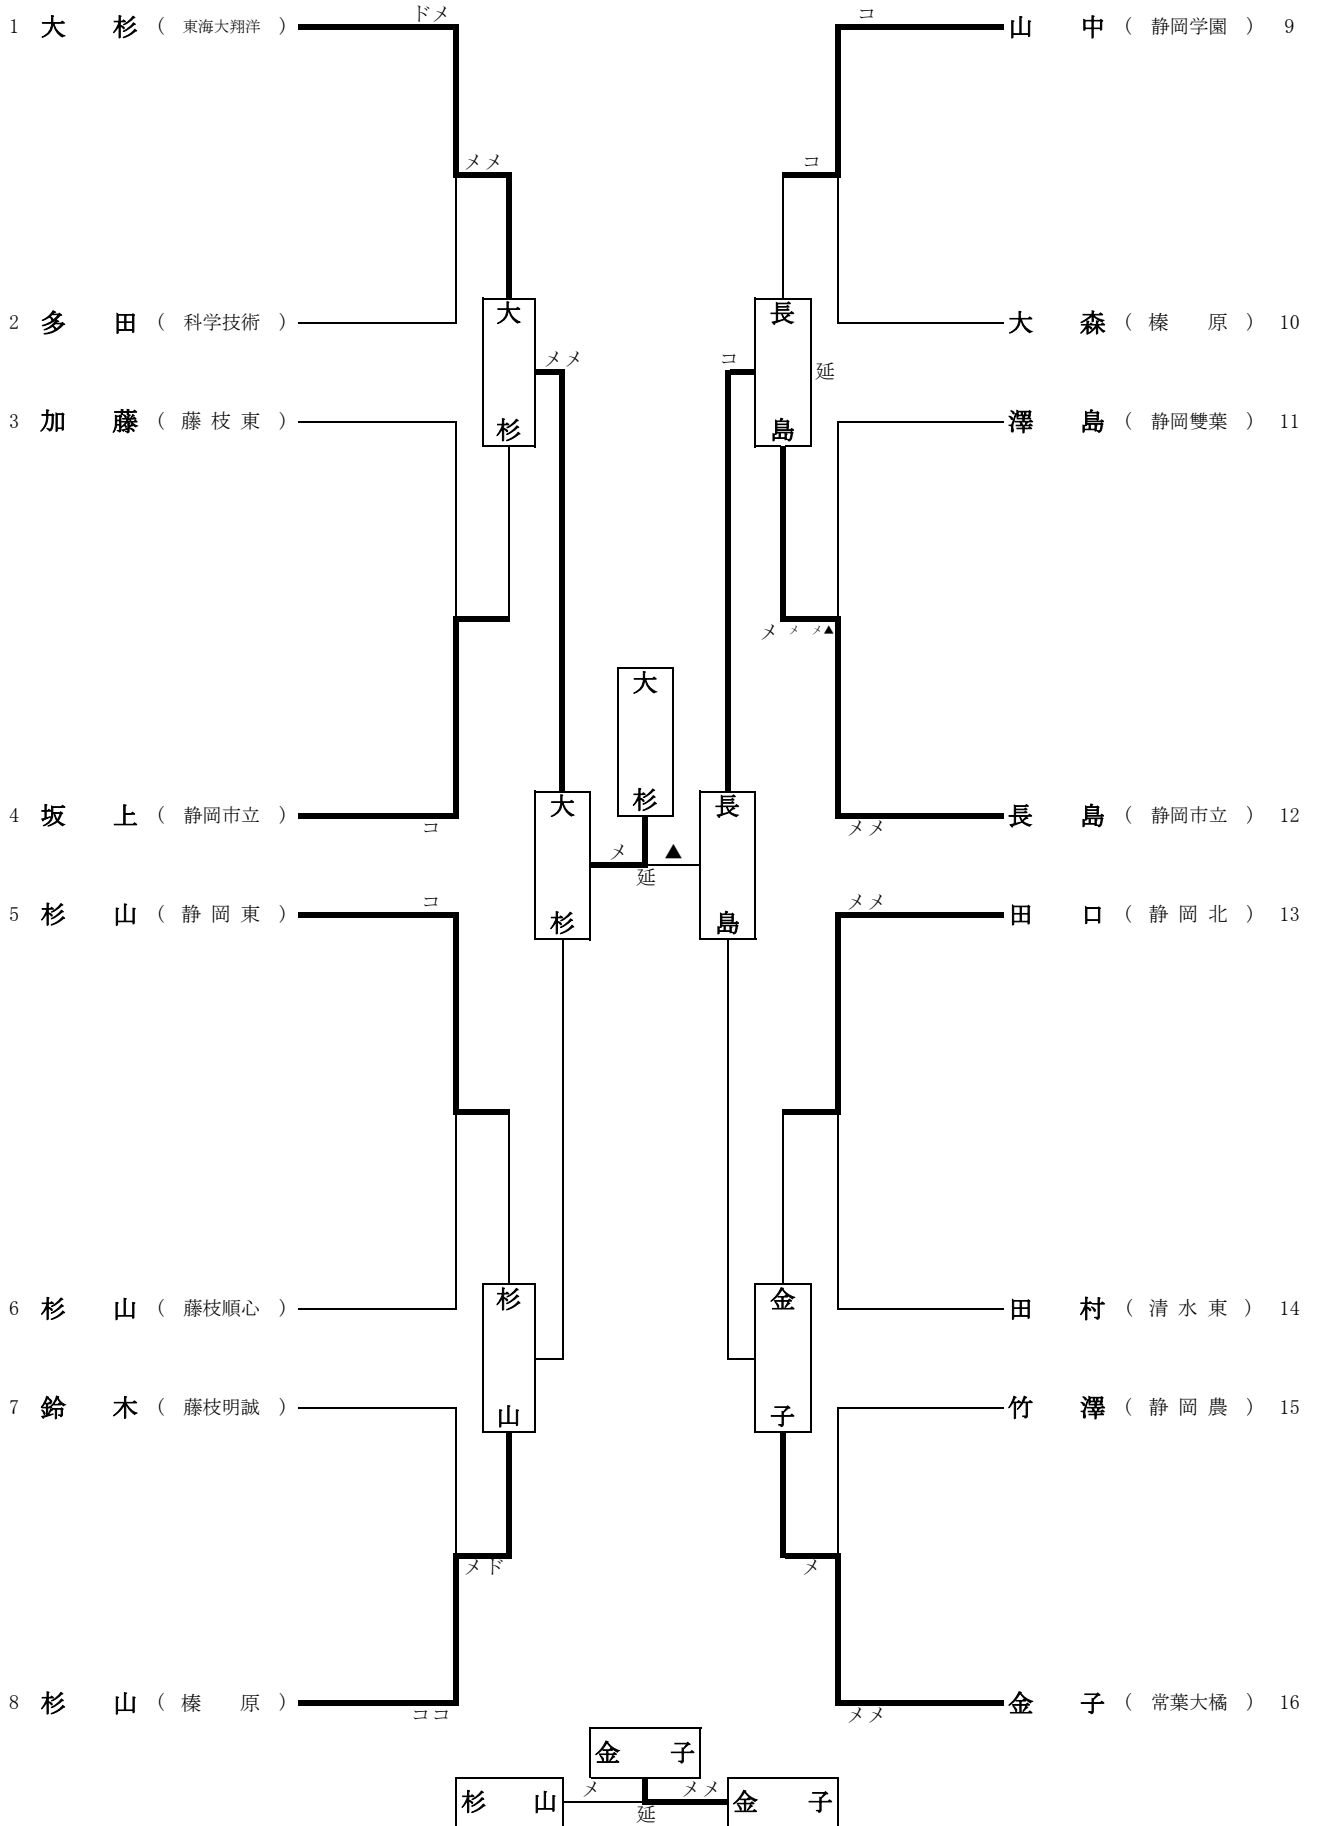 1 大 杉 （ 東海大翔洋 ） ドメ コ 山 中 （ 静岡学園 ） 9
メメ コ
2 多 田 （ 科学技術 ） 大 長 大 森 （ 榛 原 ） 10
メメ コ 延
3 加 藤 （ 藤 枝 東 ） 杉 島 澤 島 （ 静岡雙葉 ） 11
メ メ メ▲
大
4 坂 上 （ 静岡市立 ） コ 大 杉 長 メメ 長 島 （ 静岡市立 ） 12
メ 延 ▲
5 杉 山 （ 静 岡 東 ） コ 杉 島 メメ 田 口 （ 静 岡 北 ） 13
6 杉 山 （ 藤枝順心 ） 杉 金 田 村 （ 清 水 東 ） 14
7 鈴 木 （ 藤枝明誠 ） 山 子 竹 澤 （ 静 岡 農 ） 15
メド メ
8 杉 山 （ 榛 原 ） ココ メメ 金 子 （ 常葉大橘 ） 16
金 子
杉 山 メ 延 メメ 金 子